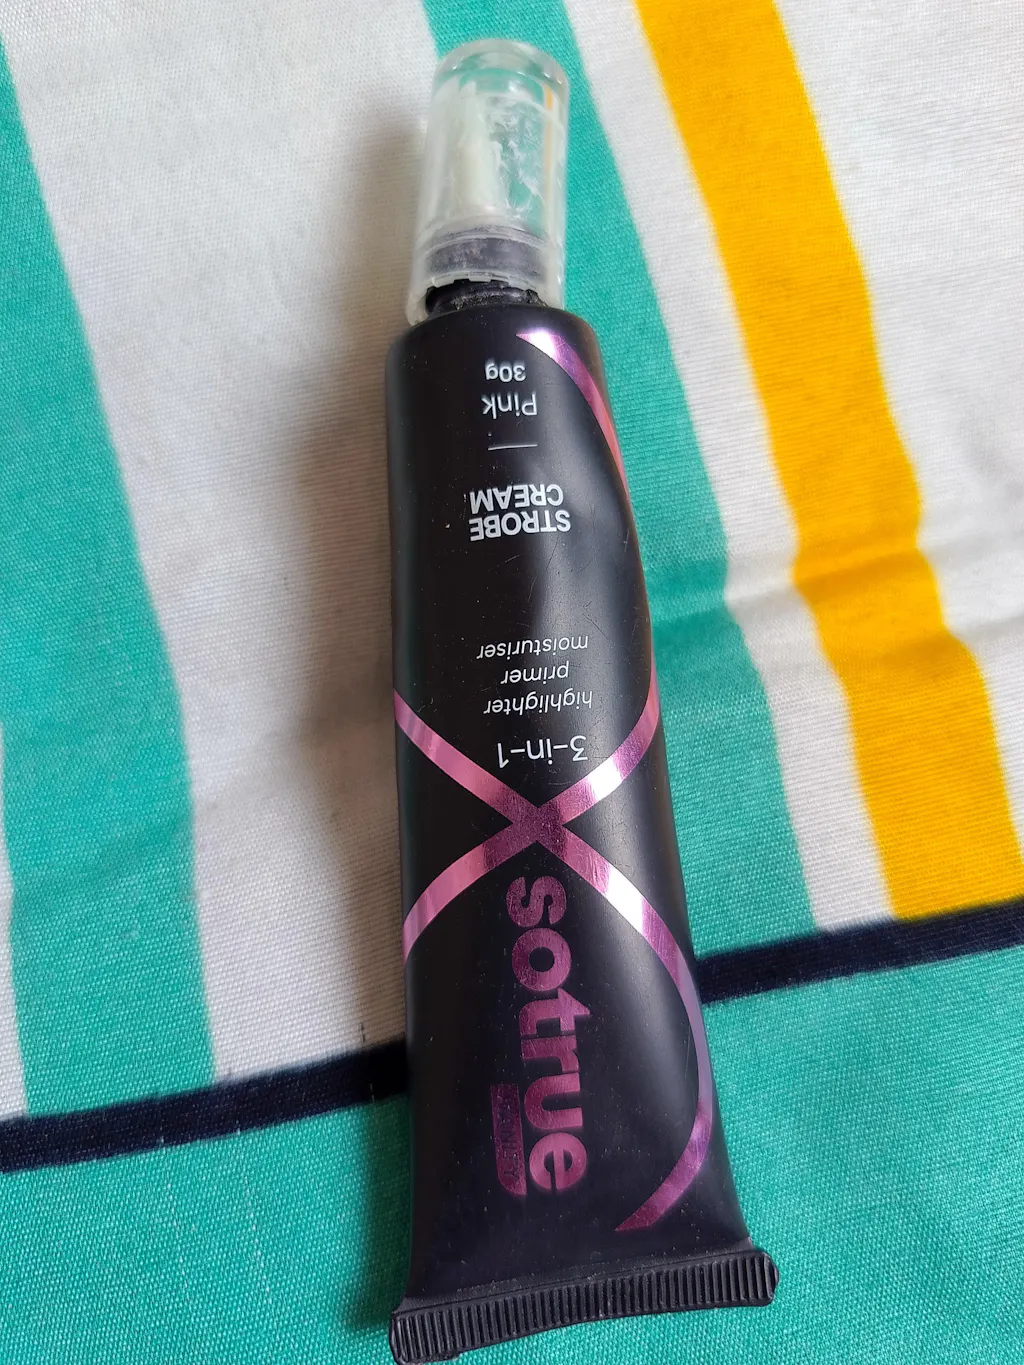 sotrue
3-in-1
highlighter
primer
moisturiser
STROBE
CREAM
Pink
30g